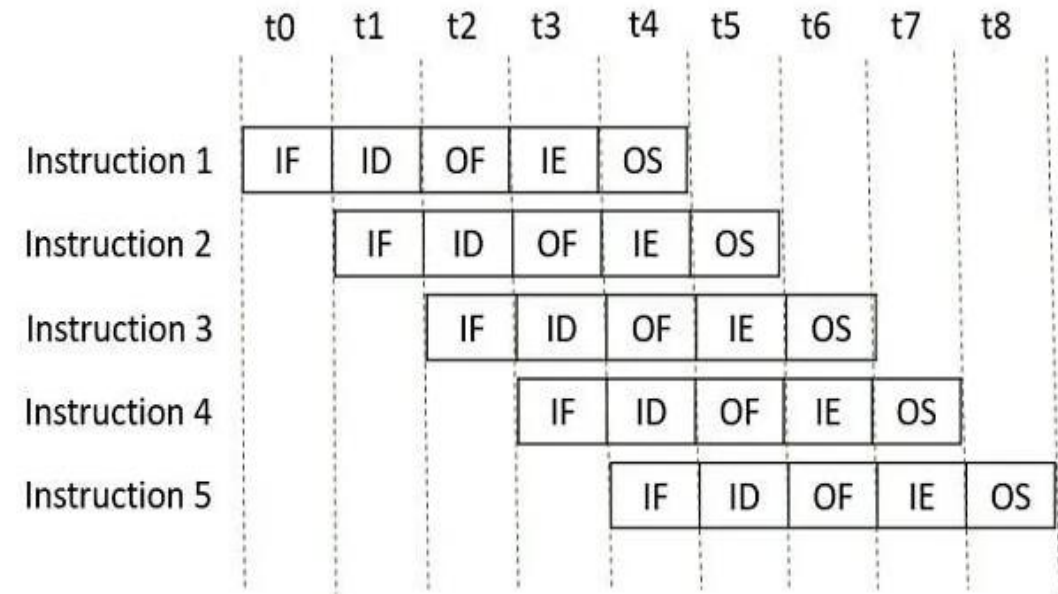 t0 t1 t2 t3 t4 t5 t6 t7 t8
Instruction 1 IF ID OF IE OS
Instruction 2 IF ID OF IE OS
Instruction 3 IF ID OF IE OS
Instruction 4 IF ID OF IE OS
Instruction 5 IF ID OF IE OS